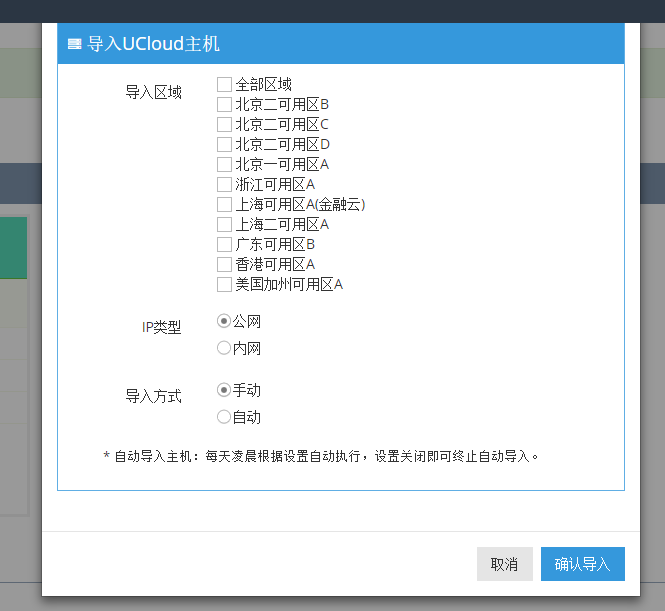 导入UCloud主机
导入区域
全部区域
北京二可用区B
北京二可用区C
北京二可用区D
北京一可用区A
浙江可用区A
上海可用区A(金融云)
上海二可用区A
广东可用区B
香港可用区A
美国加州可用区A
IP类型
公网
内网
导入方式
手动
自动
* 自动导入主机：每天凌晨根据设置自动执行，设置关闭即可终止自动导入。
取消
确认导入